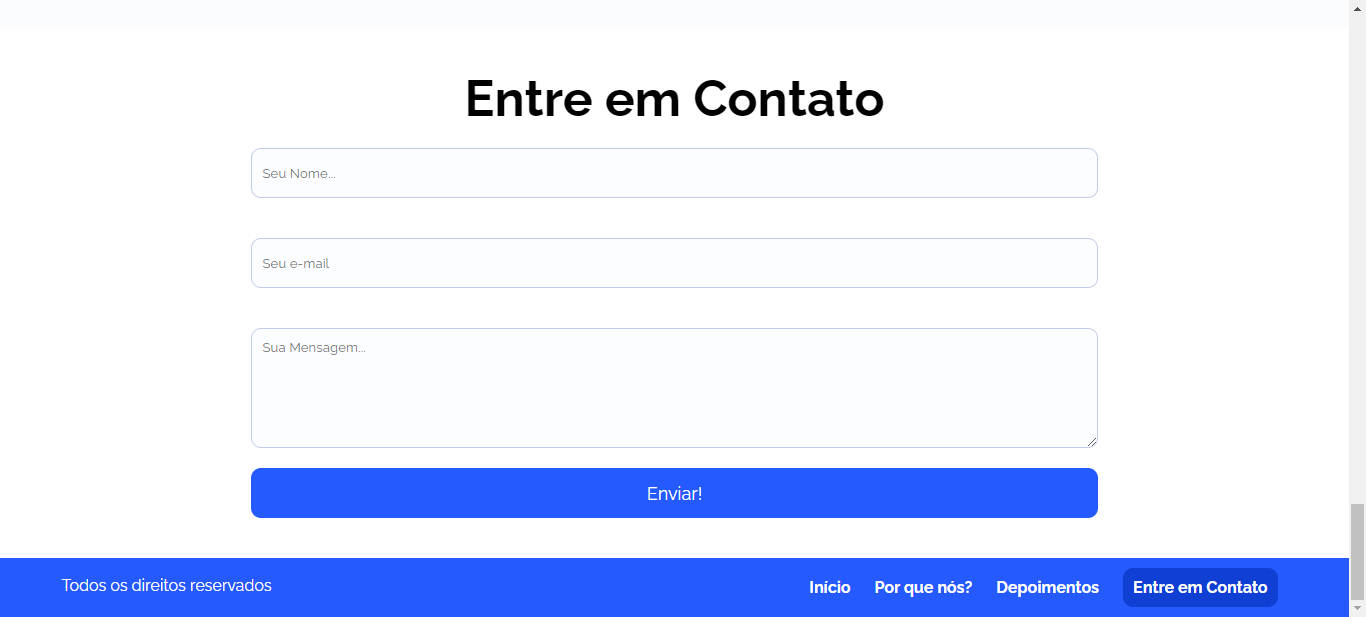 Entre em Contato
Seu Nome...
Seu e-mail
Sua Mensagem...
Enviar!
Todos os direitos reservados
Início
Por que nós?
Depoimentos
Entre em Contato